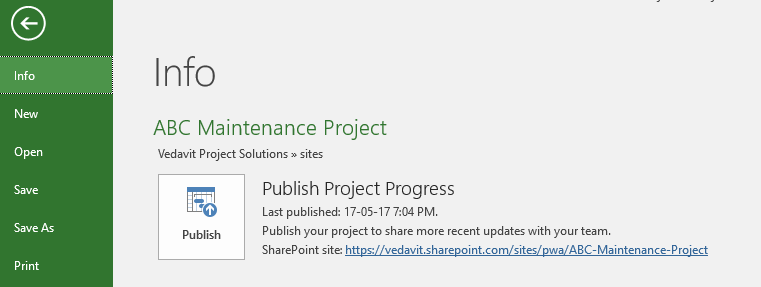 Info
New
Open
Save
Save As
Print
Info
ABC Maintenance Project
Vedavit Project Solutions » sites
Publish
Publish Project Progress
Last published: 17-05-17 7:04 PM.
Publish your project to share more recent updates with your team.
SharePoint site: https://vedavit.sharepoint.com/sites/pwa/ABC-Maintenance-Project